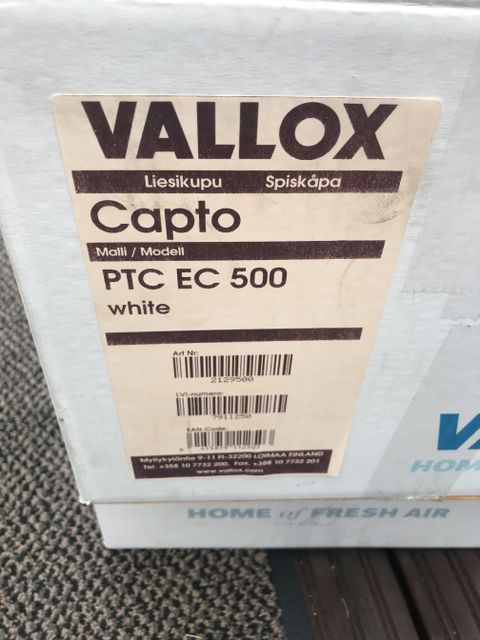 VALLOX
Liesikupu Spiskåpa
Capto
Malli / Modell
PTC EC 500
white
Art Nr:
2129500
LVI-numero:
7911250
EAN-Code:
Myllykyläntie 9-11 FI-32200 LOIMAA FINLAND
Tel. +358 10 7732 200, Fax. +358 10 7732 201
www.vallox.com
HOM
HOME of FRESH AIR